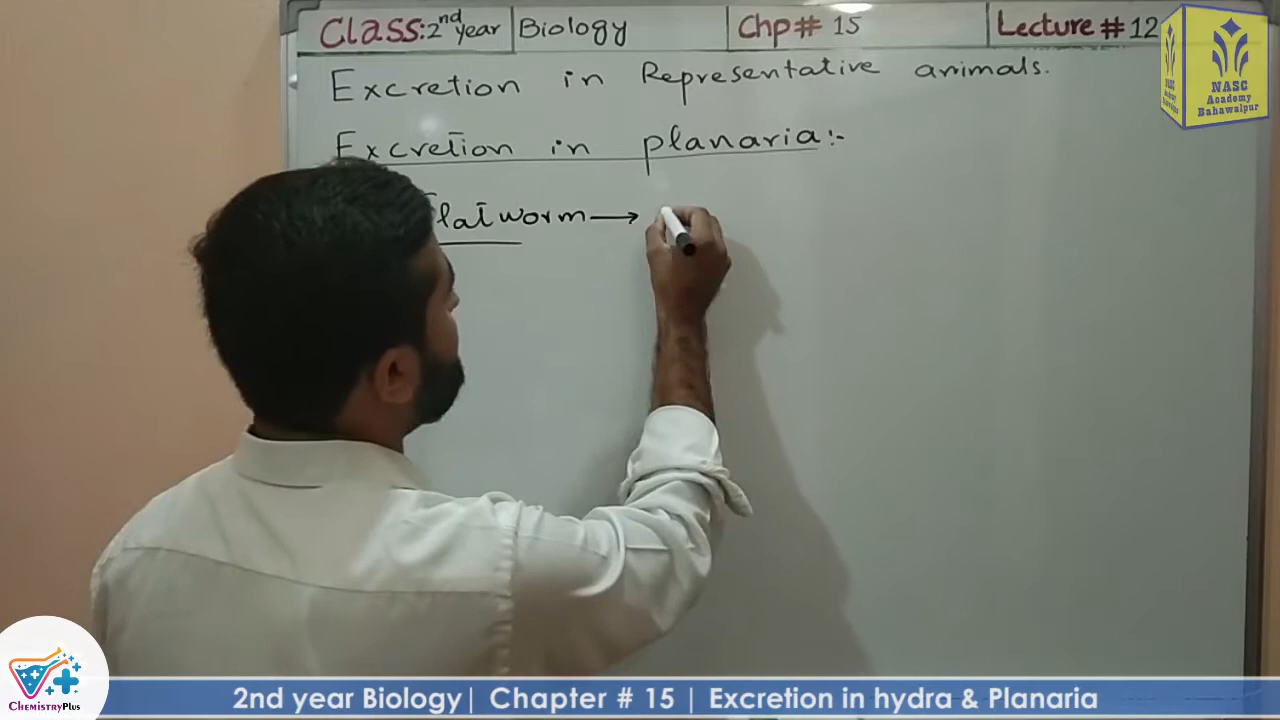 Class: 2nd year Biology Chp# 15 Lecture # 12
Excretion in Representative animals.
Excretion in planaria:-
Flatworm →
NASC
Academy
Bahawalpur
CHEMISTRYPLUS
2nd year Biology| Chapter # 15 | Excretion in hydra & Planaria